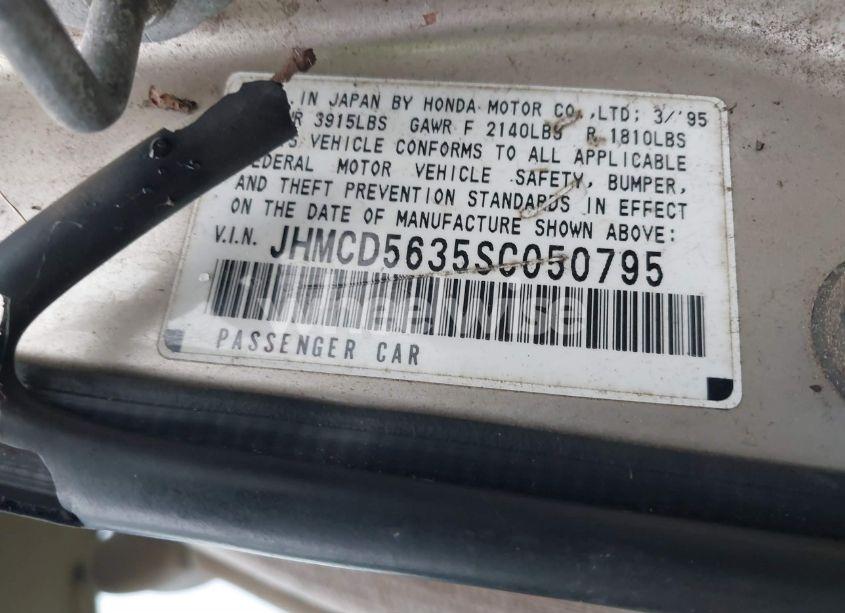 IN JAPAN BY HONDA MOTOR CO.,LTD; 3/'95
3915LBS GAWR F 2140LBS R 1810LBS
VEHICLE CONFORMS TO ALL APPLICABLE
FEDERAL MOTOR VEHICLE SAFETY, BUMPER,
AND THEFT PREVENTION STANDARDS IN EFFECT
ON THE DATE OF MANUFACTURE SHOWN ABOVE:
V.I.N. JHMCD5635SC050795
wheelwise
PASSENGER CAR